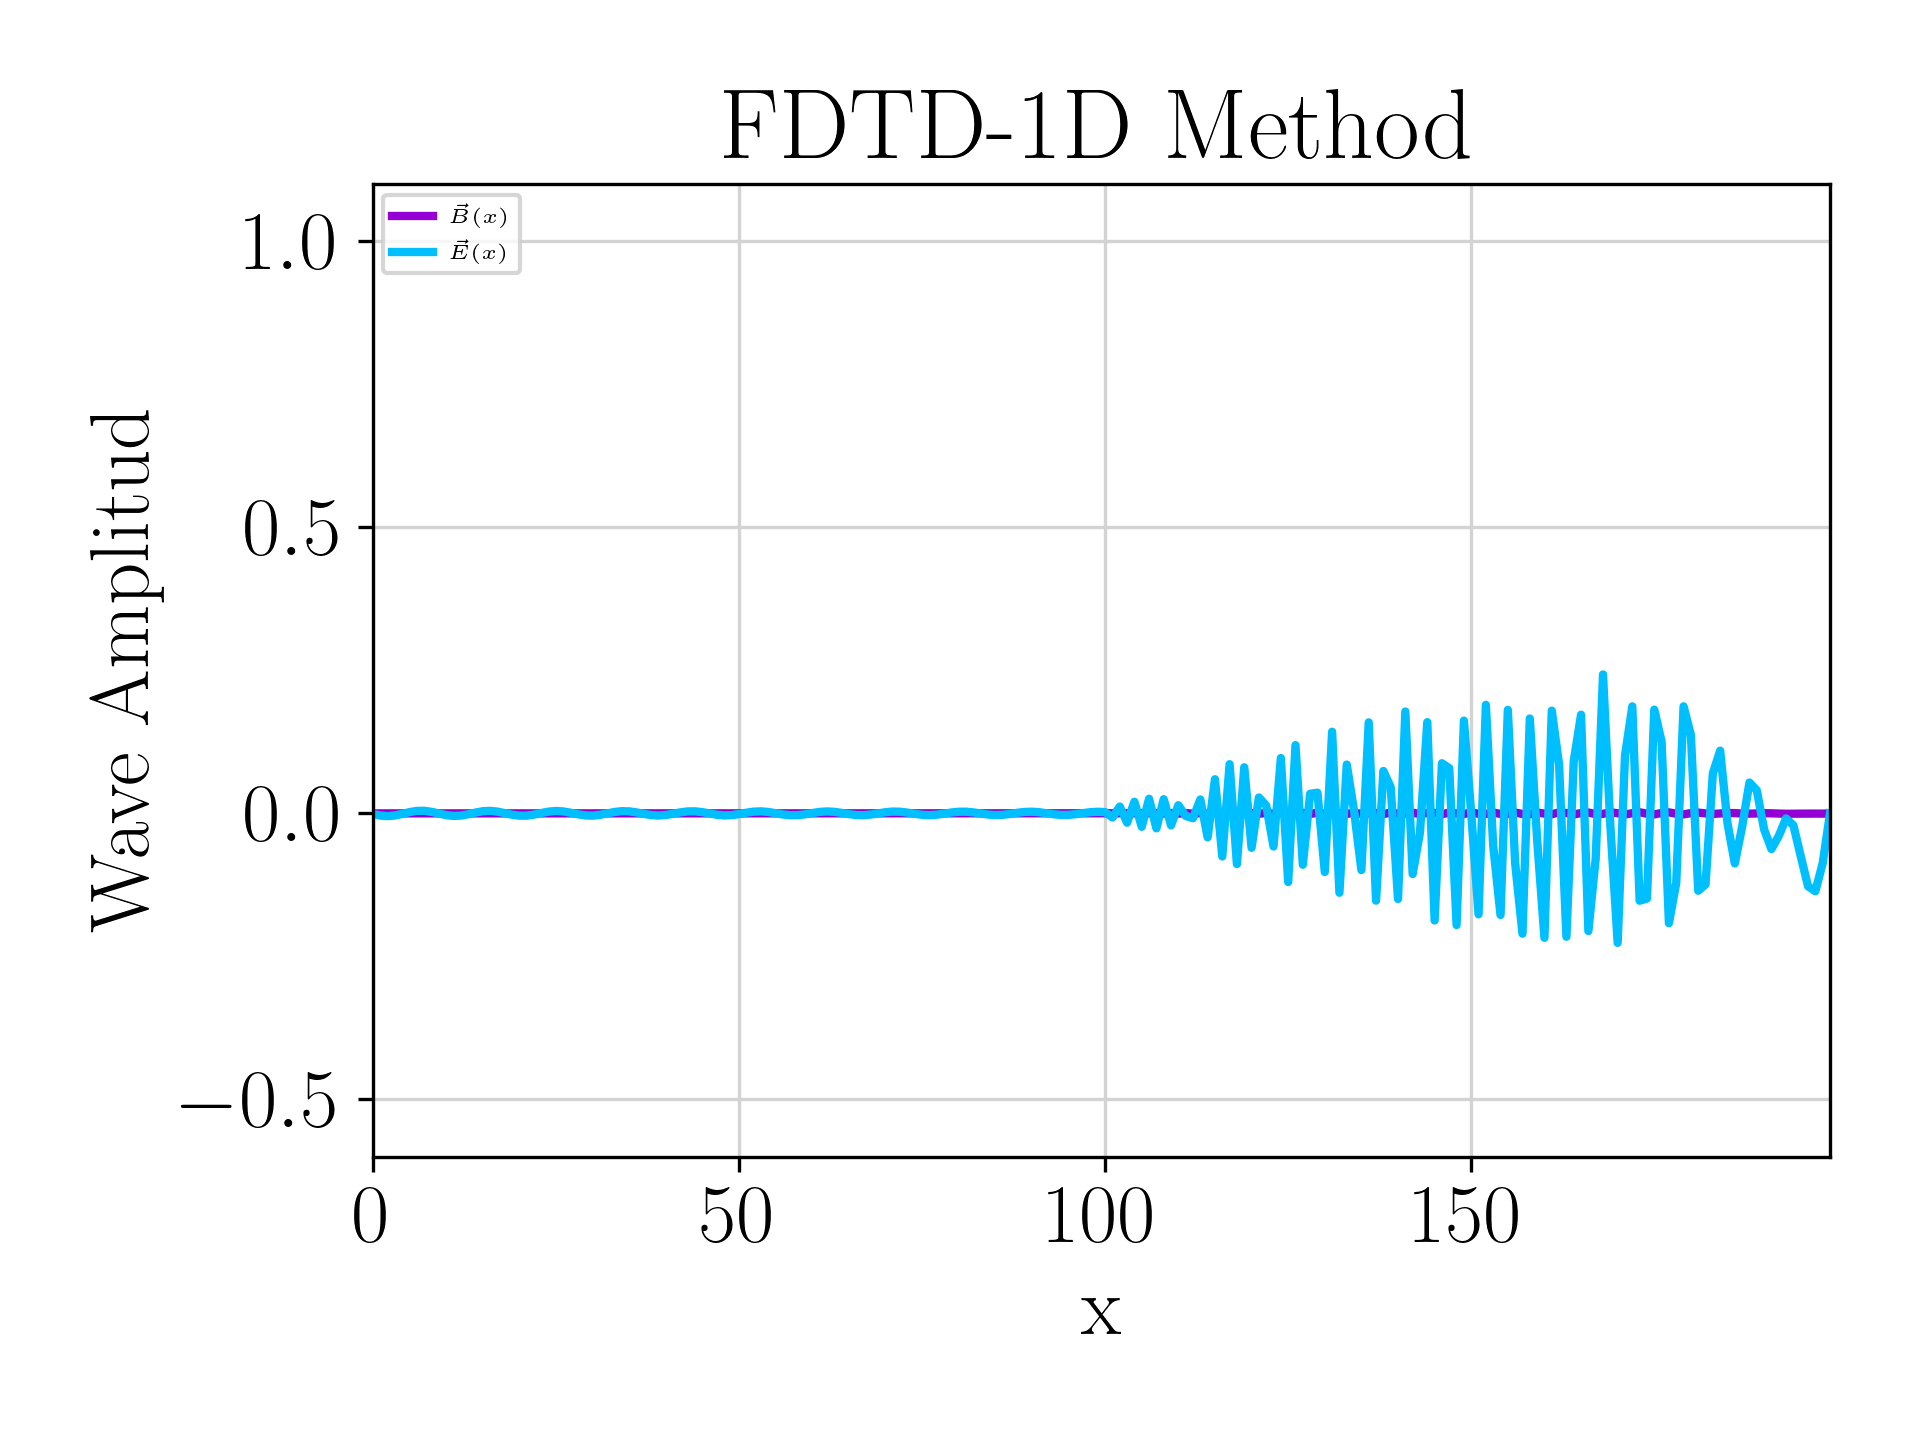 FDTD-1D Method
$\vec{B}(x)$
$\vec{E}(x)$
1.0
0.5
0.0
−0.5
Wave Amplitud
0 50 100 150
x